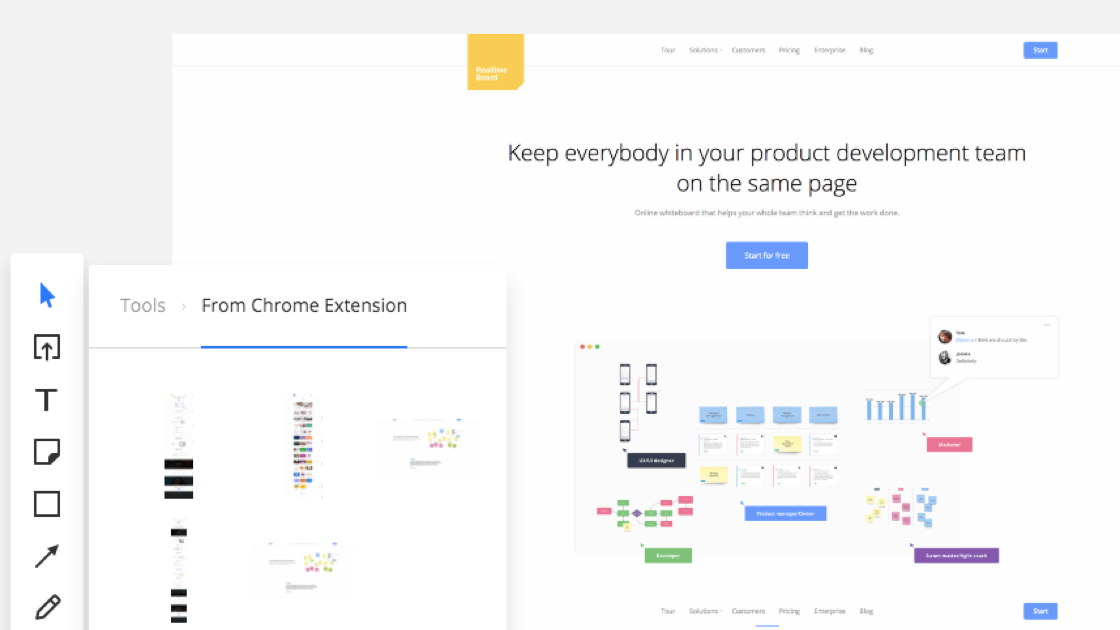 Realtime
Board
Tour Solutions Customers Pricing Enterprise Blog
Start
Keep everybody in your product development team
on the same page
Online whiteboard that helps your whole team think and get the work done.
Start for free
Tools › From Chrome Extension
T
UX/UI designer
Marketer
Product manager/Owner
Developer
Scrum master/Agile coach
Tour Solutions Customers Pricing Enterprise Blog
Start